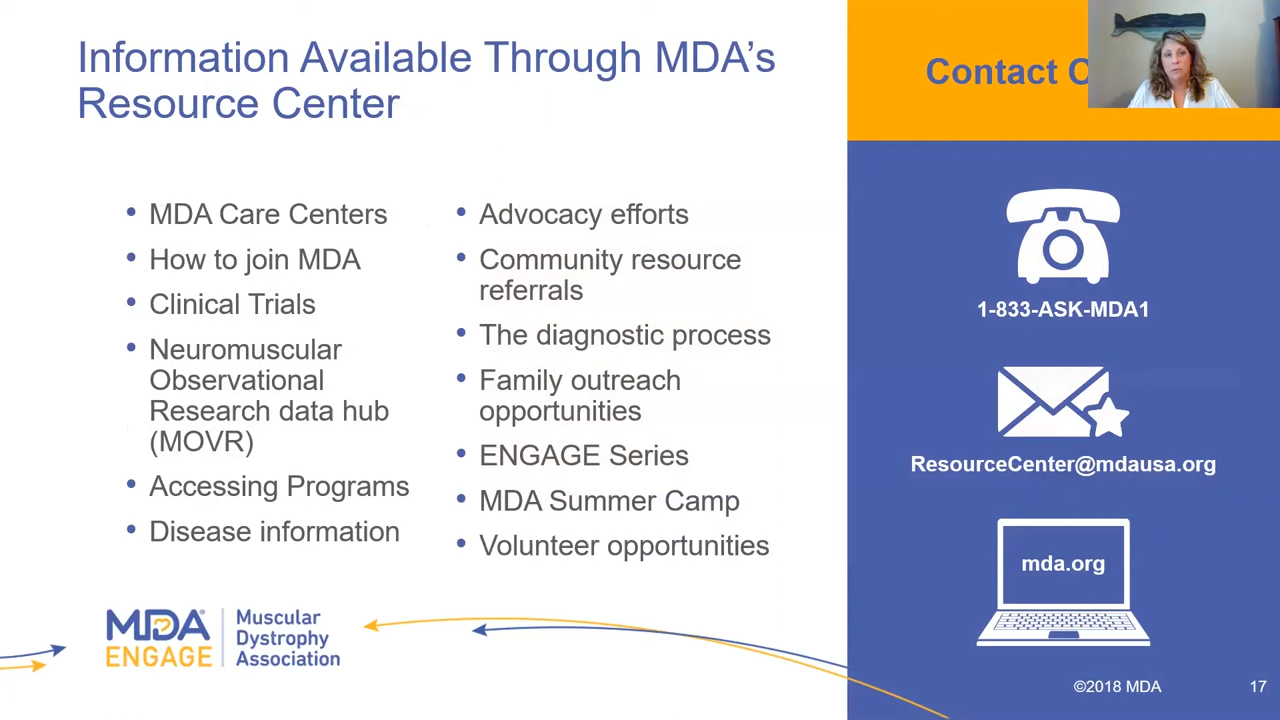 Information Available Through MDA's
Resource Center
• MDA Care Centers
• How to join MDA
• Clinical Trials
• Neuromuscular
Observational
Research data hub
(MOVR)
• Accessing Programs
• Disease information
• Advocacy efforts
• Community resource
referrals
• The diagnostic process
• Family outreach
opportunities
• ENGAGE Series
• MDA Summer Camp
• Volunteer opportunities
MDA®
ENGAGE
Muscular
Dystrophy
Association
Contact
1-833-ASK-MDA1
ResourceCenter@mdausa.org
mda.org
©2018 MDA
17